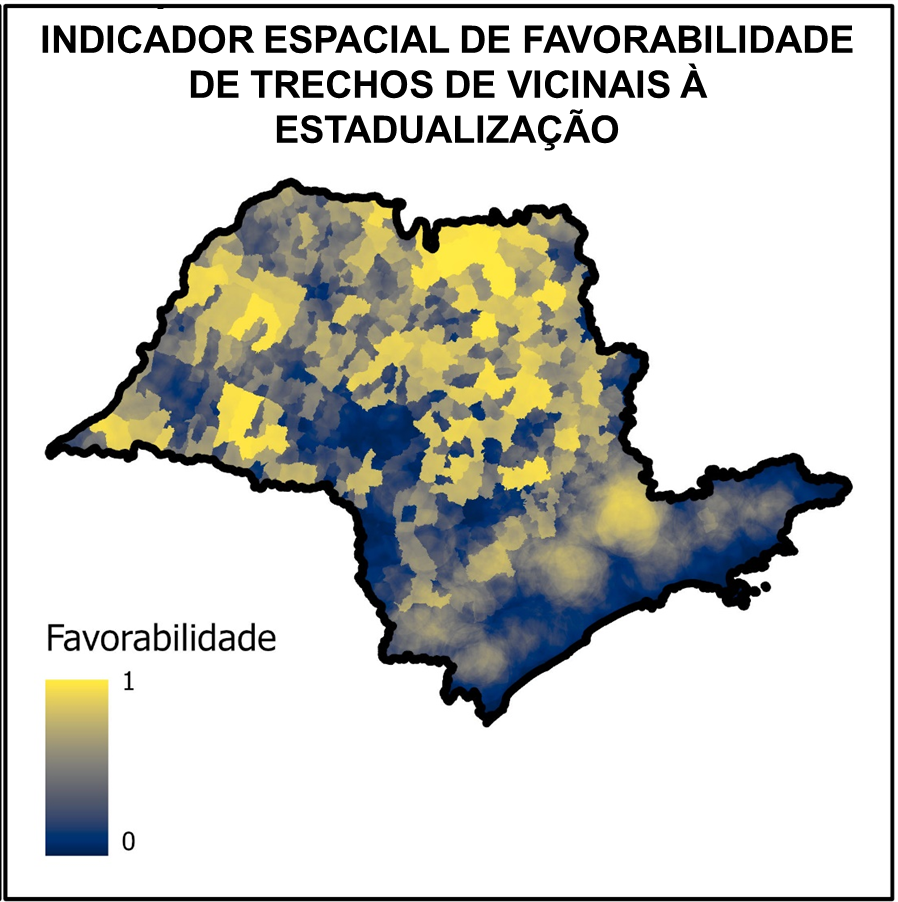 INDICADOR ESPACIAL DE FAVORABILIDADE
DE TRECHOS DE VICINAIS À
ESTADUALIZAÇÃO
Favorabilidade
1
0